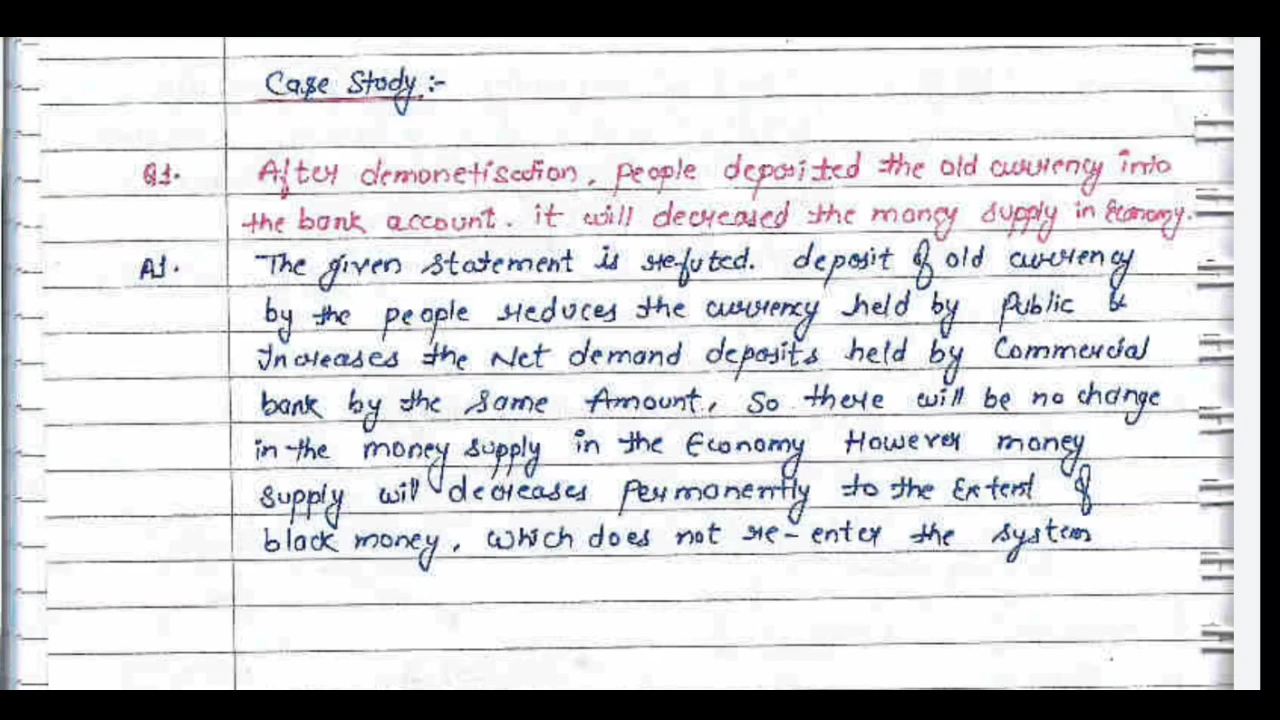 Case Study :-
Q1. After demonetisation, people deposited the old currency into
the bank account. it will decreased the money supply in Economy.
A1. The given statement is re-futed. deposit of old currency
by the people reduces the currency held by Public &
Increases the Net demand deposits held by Commercial
bank by the same Amount, So there will be no change
in the money supply in the Economy However money
supply will decreases Permanently to the Extent of
black money, which does not re-enter the system